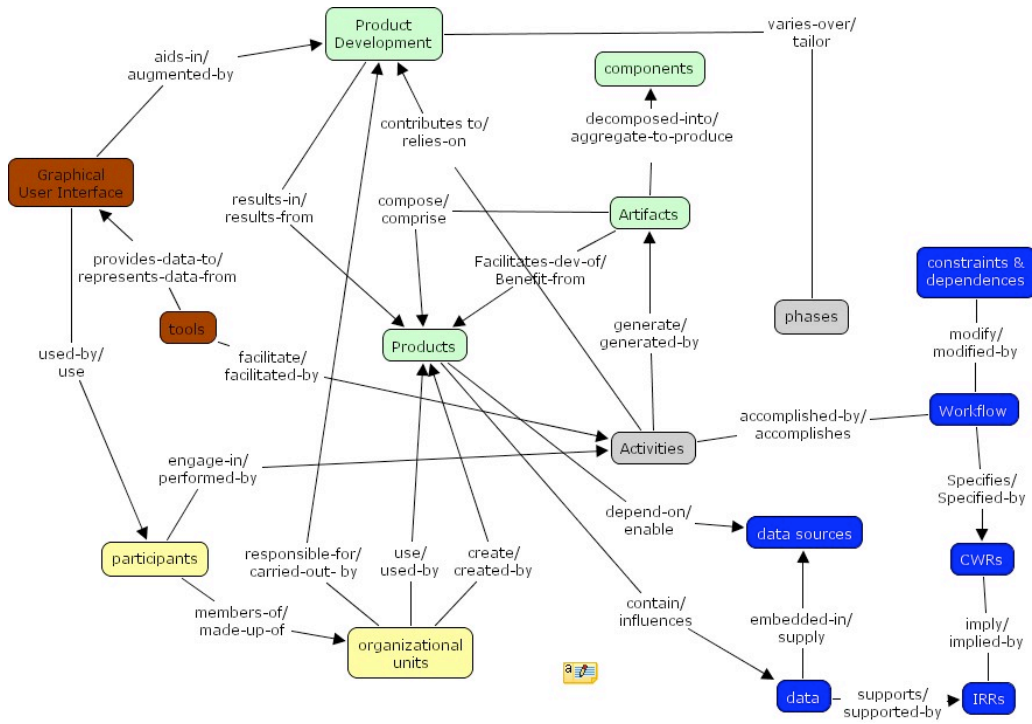 Product
Development
varies-over/
tailor
aids-in/
augmented-by
components
contributes to/
relies-on
decomposed-into/
aggregate-to-produce
Graphical
User Interface
results-in/
results-from
compose/
comprise
Artifacts
provides-data-to/
represents-data-from
Facilitates-dev-of/
Benefit-from
constraints &
dependences
tools
phases
generate/
generated-by
modify/
modified-by
used-by/
use
facilitate/
facilitated-by
Products
accomplished-by/
accomplishes
Workflow
engage-in/
performed-by
Activities
Specifies/
Specified-by
depend-on/
enable
data sources
participants
responsible-for/
carried-out- by
use/
used-by
create/
created-by
CWRs
members-of/
made-up-of
contain/
influences
embedded-in/
supply
imply/
implied-by
organizational
units
a
data
supports/
supported-by
IRRs